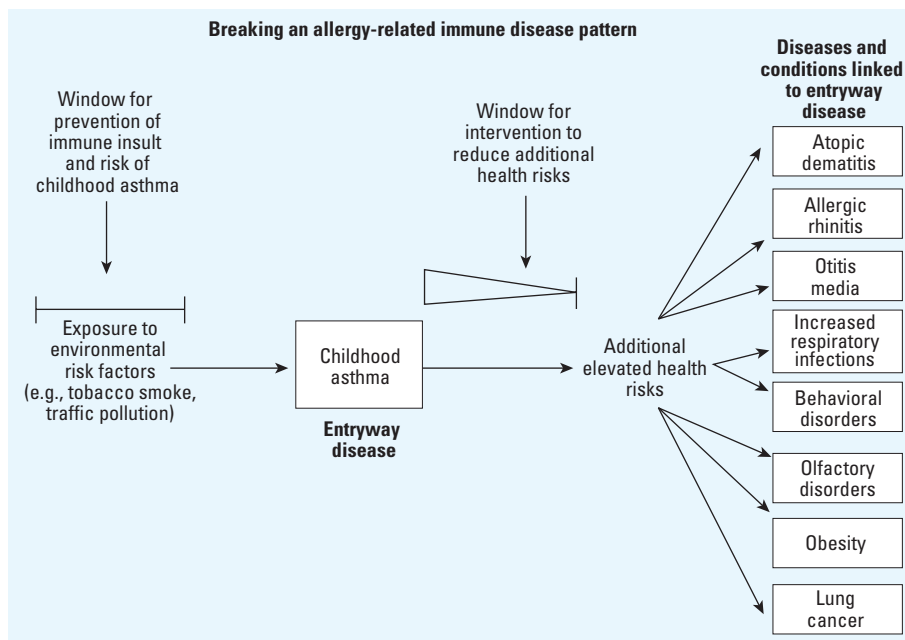 Breaking an allergy-related immune disease pattern
Diseases and
conditions linked
to entryway
disease
Window for
prevention of
immune insult
and risk of
childhood asthma
Window for
intervention to
reduce additional
health risks
Exposure to
environmental
risk factors
(e.g., tobacco smoke,
traffic pollution)
Childhood
asthma
Entryway
disease
Additional
elevated health
risks
Atopic
dematitis
Allergic
rhinitis
Otitis
media
Increased
respiratory
infections
Behavioral
disorders
Olfactory
disorders
Obesity
Lung
cancer